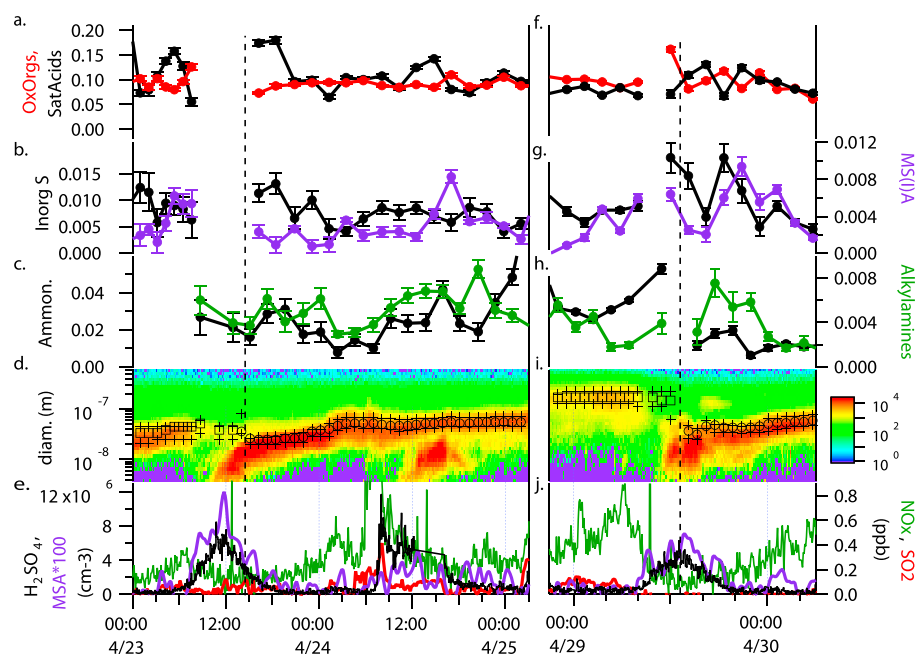 a.
f.
OxOrgs,
SatAcids
0.20
0.15
0.10
0.05
0.00
b.
g.
Inorg S
0.015
0.010
0.005
0.000
0.012
0.008
0.004
0.000
MS(I)A
c.
h.
Ammon.
0.04
0.02
0.00
0.008
0.004
0.000
Alkylamines
d.
i.
diam. (m)
10-7
10-8
10 4
10 2
10 0
e.
j.
H2SO4,
MSA*100
(cm-3)
12 x10 6
8
4
0
0.8
0.6
0.4
0.2
0.0
NOx, SO2
(ppb)
00:00 12:00 00:00 12:00 00:00 00:00 00:00
4/23 4/24 4/25 4/29 4/30